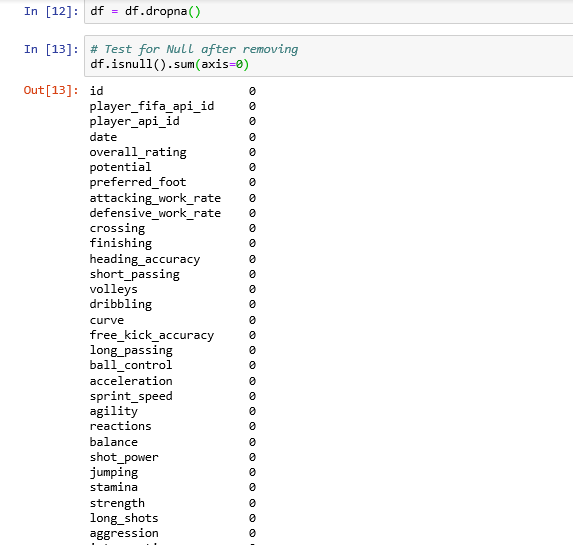 In [12]: df = df.dropna()
In [13]: # Test for Null after removing
df.isnull().sum(axis=0)
Out[13]: id 0
player_fifa_api_id 0
player_api_id 0
date 0
overall_rating 0
potential 0
preferred_foot 0
attacking_work_rate 0
defensive_work_rate 0
crossing 0
finishing 0
heading_accuracy 0
short_passing 0
volleys 0
dribbling 0
curve 0
free_kick_accuracy 0
long_passing 0
ball_control 0
acceleration 0
sprint_speed 0
agility 0
reactions 0
balance 0
shot_power 0
jumping 0
stamina 0
strength 0
long_shots 0
aggression 0